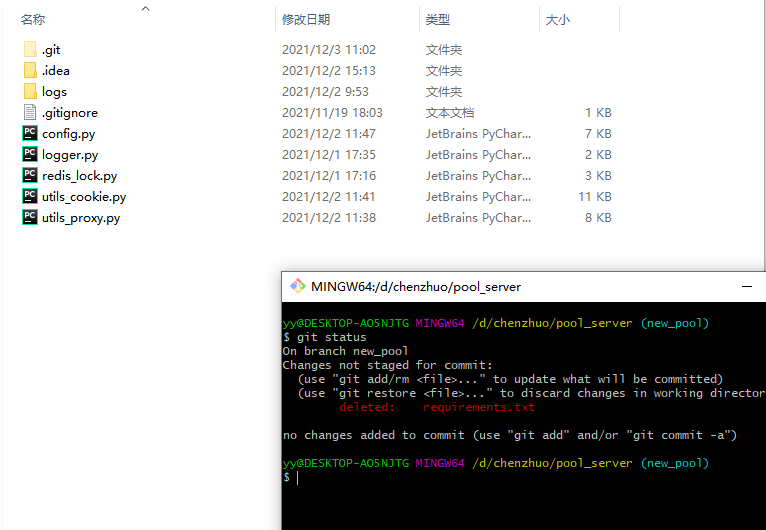 名称 修改日期 类型 大小
.git 2021/12/3 11:02 文件夹
.idea 2021/12/2 15:13 文件夹
logs 2021/12/2 9:53 文件夹
.gitignore 2021/11/19 18:03 文本文档 1 KB
config.py 2021/12/2 11:47 JetBrains PyChar... 7 KB
logger.py 2021/12/1 17:35 JetBrains PyChar... 2 KB
redis_lock.py 2021/12/1 17:16 JetBrains PyChar... 3 KB
utils_cookie.py 2021/12/2 11:41 JetBrains PyChar... 11 KB
utils_proxy.py 2021/12/2 11:38 JetBrains PyChar... 8 KB
MINGW64:/d/chenzhuo/pool_server
yy@DESKTOP-AO5NJTG MINGW64 /d/chenzhuo/pool_server (new_pool)
$ git status
On branch new_pool
Changes not staged for commit:
(use "git add/rm <file>..." to update what will be committed)
(use "git restore <file>..." to discard changes in working director
deleted: requirements.txt
no changes added to commit (use "git add" and/or "git commit -a")
yy@DESKTOP-AO5NJTG MINGW64 /d/chenzhuo/pool_server (new_pool)
$